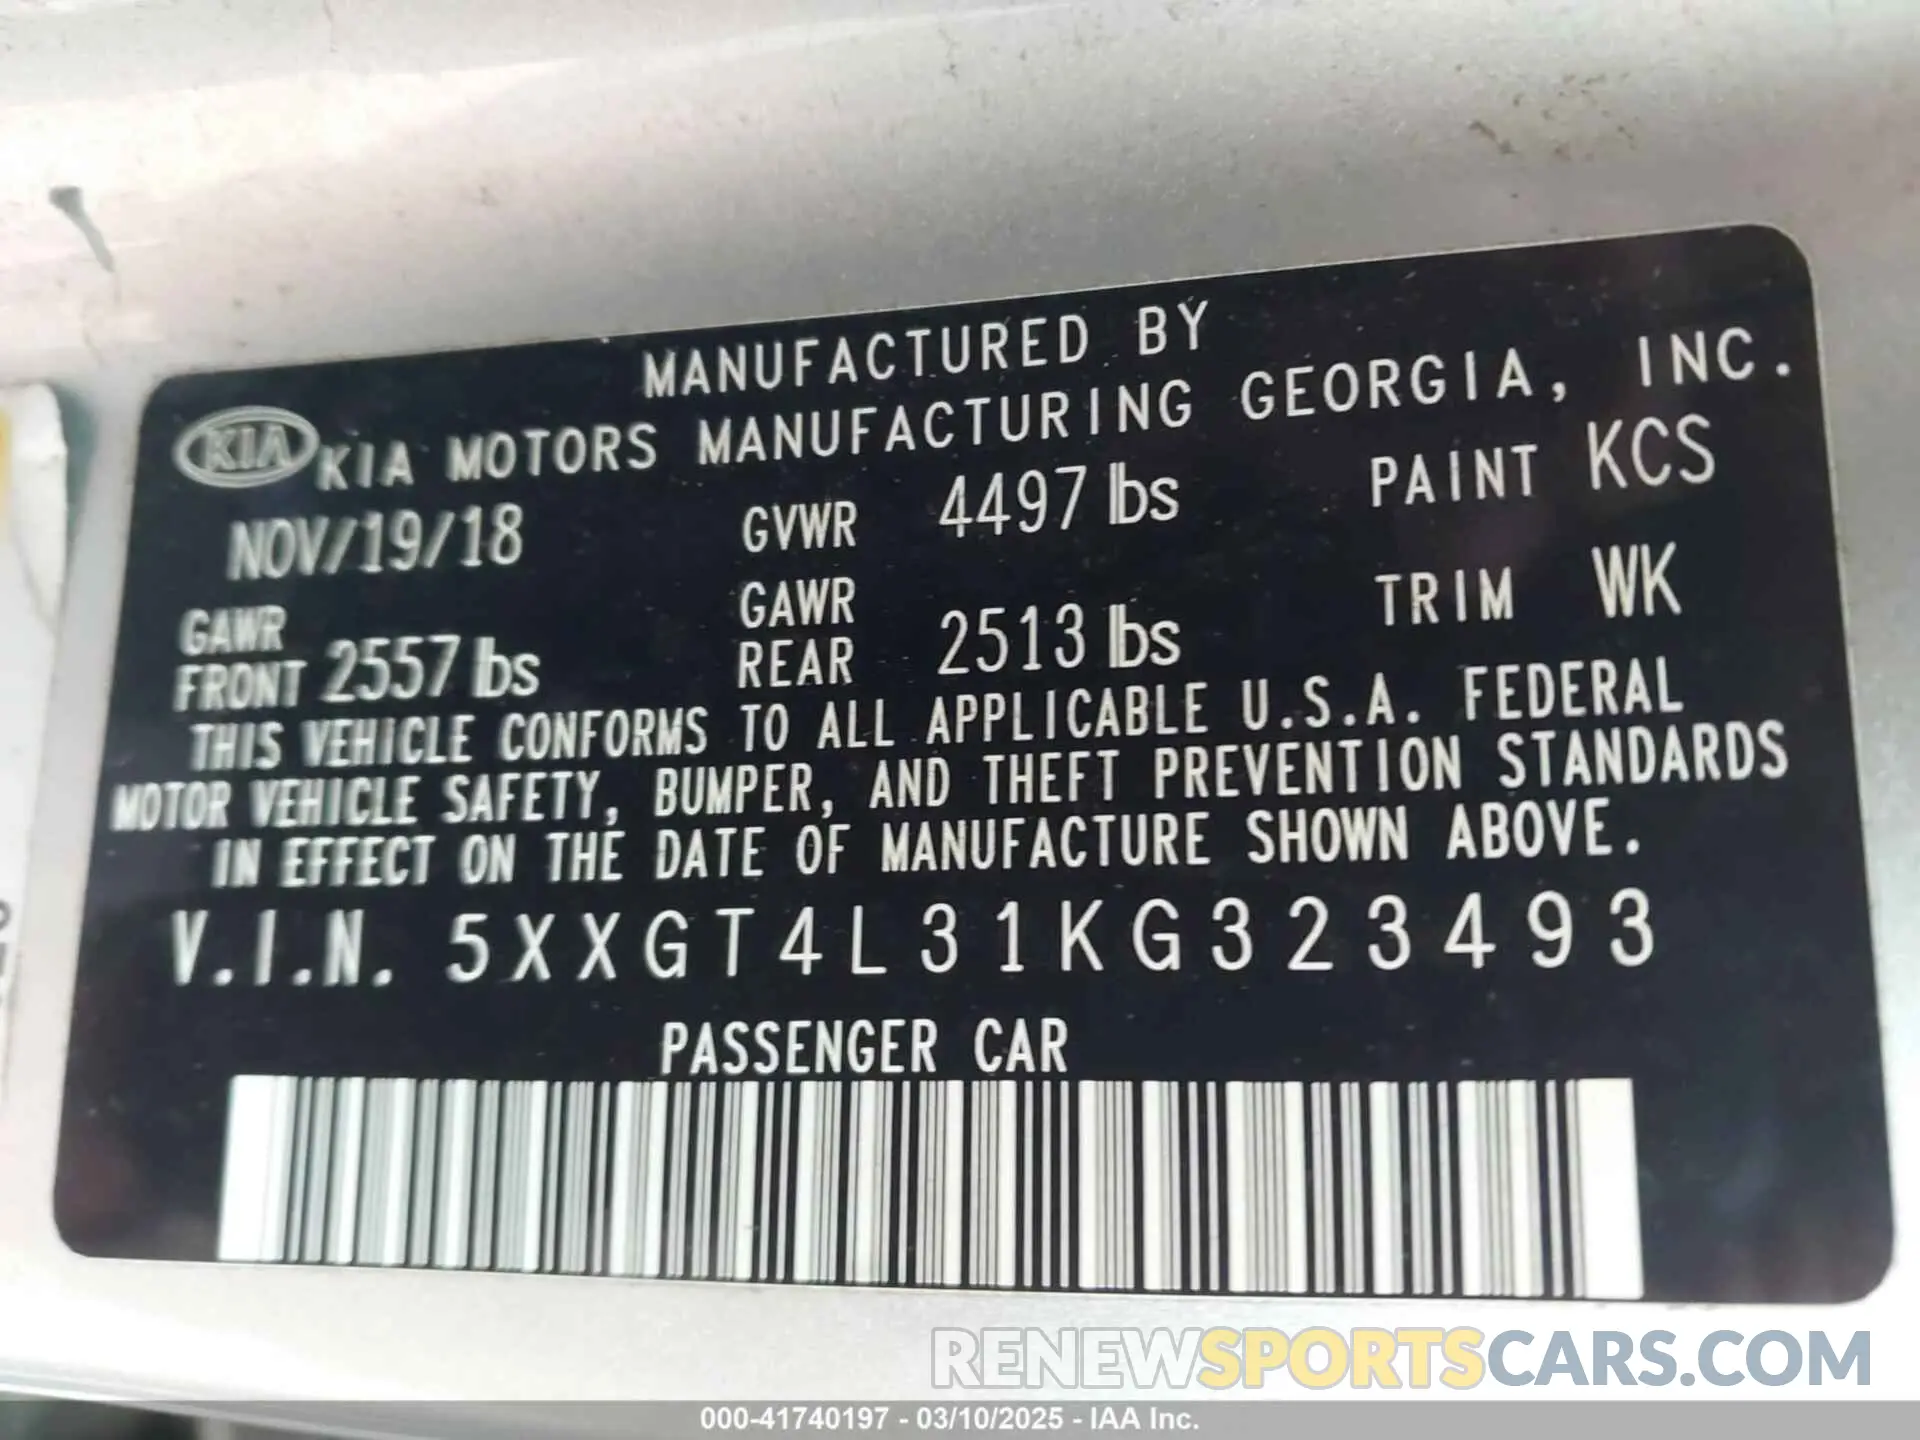 MANUFACTURED BY
KIA KIA MOTORS MANUFACTURING GEORGIA, INC.
NOV/19/18 GVWR 4497 lbs PAINT KCS
GAWR FRONT 2557 lbs GAWR REAR 2513 lbs TRIM WK
THIS VEHICLE CONFORMS TO ALL APPLICABLE U.S.A. FEDERAL
MOTOR VEHICLE SAFETY, BUMPER, AND THEFT PREVENTION STANDARDS
IN EFFECT ON THE DATE OF MANUFACTURE SHOWN ABOVE.
V.I.N. 5XXGT4L31KG323493
PASSENGER CAR
RENEWSPORTSCARS.COM
000-41740197 - 03/10/2025 - IAA Inc.